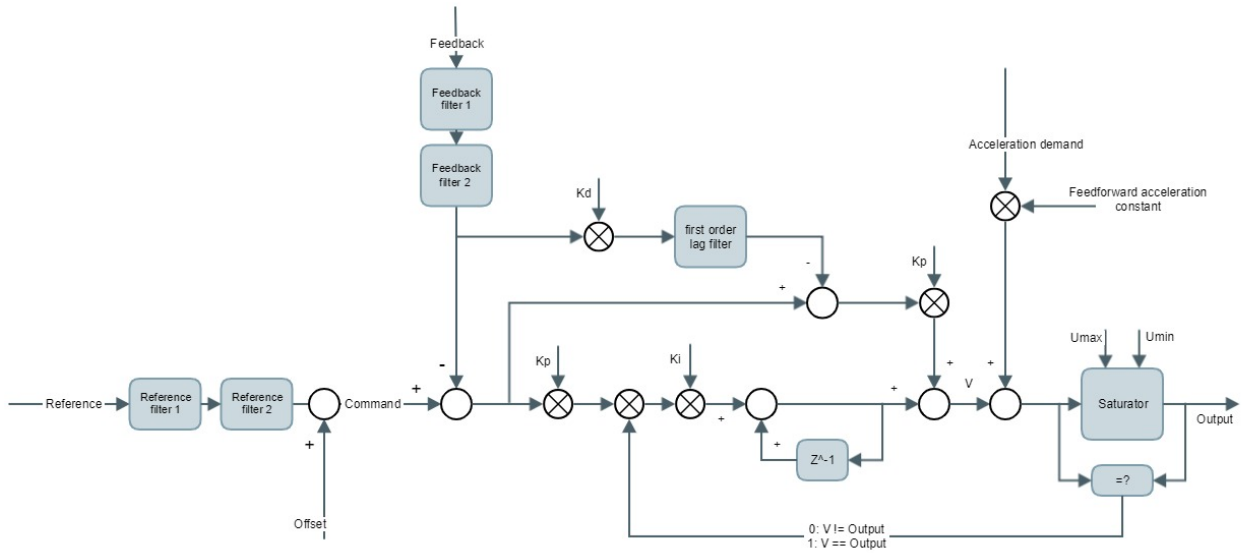 Feedback
Feedback
filter 1
Feedback
filter 2
Acceleration demand
Feedforward acceleration
constant
Kd
first order
lag filter
-
Kp
+
-
Kp
Ki
+
+
V
+
Umax
Umin
Reference
Reference
filter 1
Reference
filter 2
Command
+
+
+
+
Saturator
Output
Z^-1
=?
Offset
0: V != Output
1: V == Output